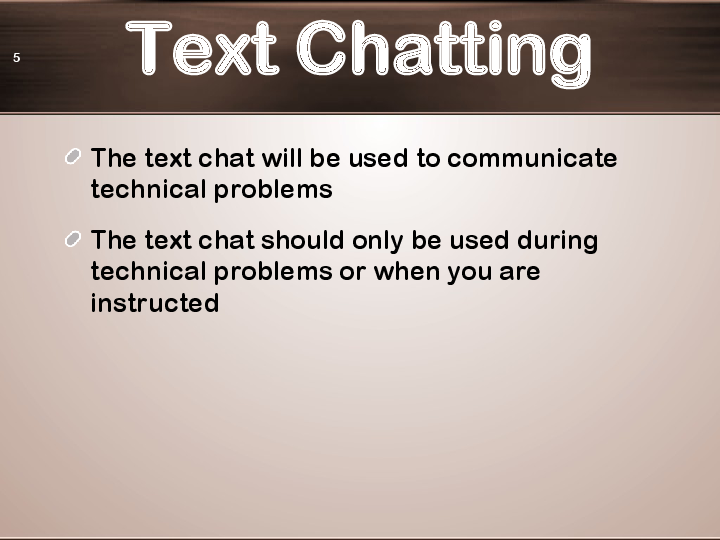 5
Text Chatting
The text chat will be used to communicate
technical problems
The text chat should only be used during
technical problems or when you are
instructed